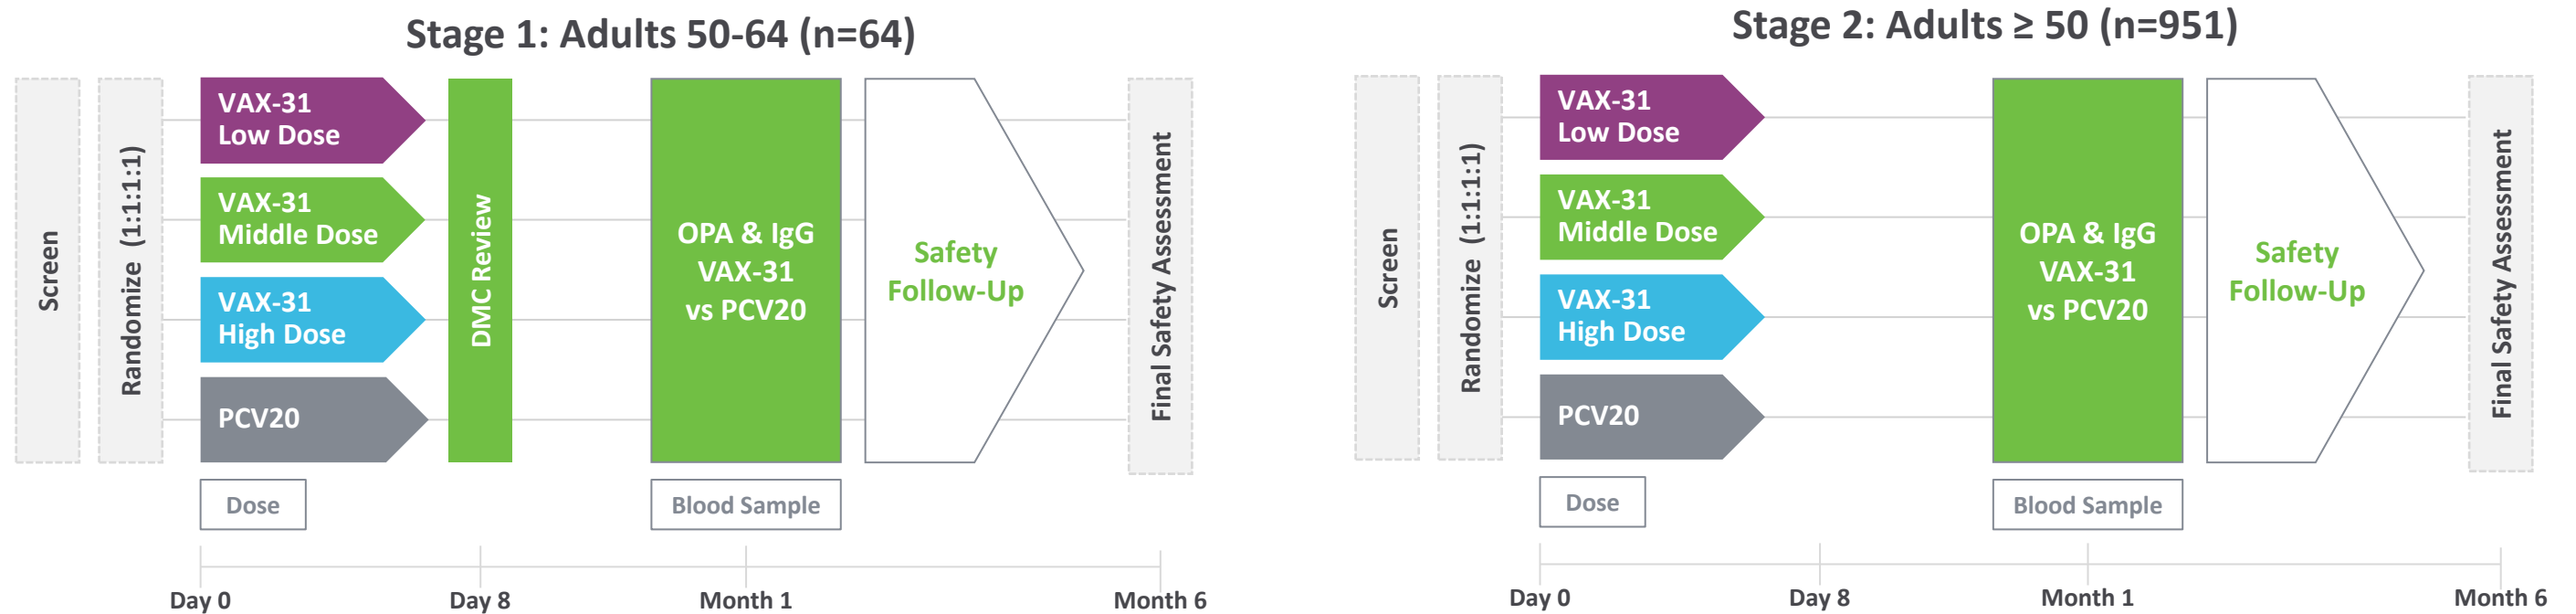 Stage 1: Adults 50-64 (n=64)
Screen
Randomize (1:1:1:1)
VAX-31
Low Dose
VAX-31
Middle Dose
VAX-31
High Dose
PCV20
DMC Review
OPA & IgG
VAX-31
vs PCV20
Safety
Follow-Up
Final Safety Assessment
Dose
Blood Sample
Day 0
Day 8
Month 1
Month 6
Stage 2: Adults ≥ 50 (n=951)
Screen
Randomize (1:1:1:1)
VAX-31
Low Dose
VAX-31
Middle Dose
VAX-31
High Dose
PCV20
OPA & IgG
VAX-31
vs PCV20
Safety
Follow-Up
Final Safety Assessment
Dose
Blood Sample
Day 0
Day 8
Month 1
Month 6